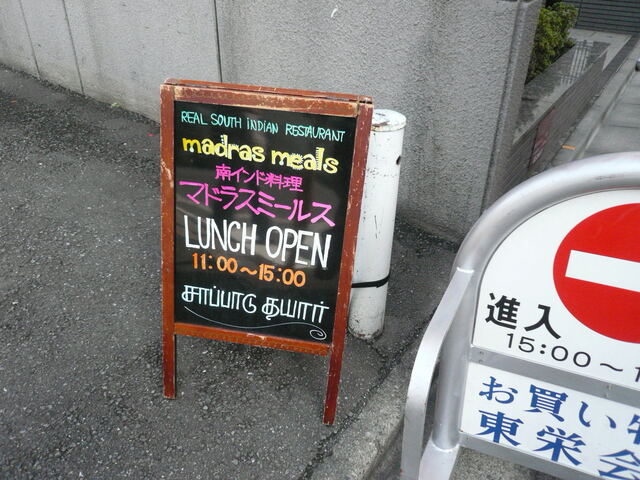 REAL SOUTH INDIAN RESTAURANT
madras meals
南インド料理
マドラスミールス
LUNCH OPEN
11:00～15:00
சாப்பாடு தயார்
進入
15:00～1
お買い
東栄会